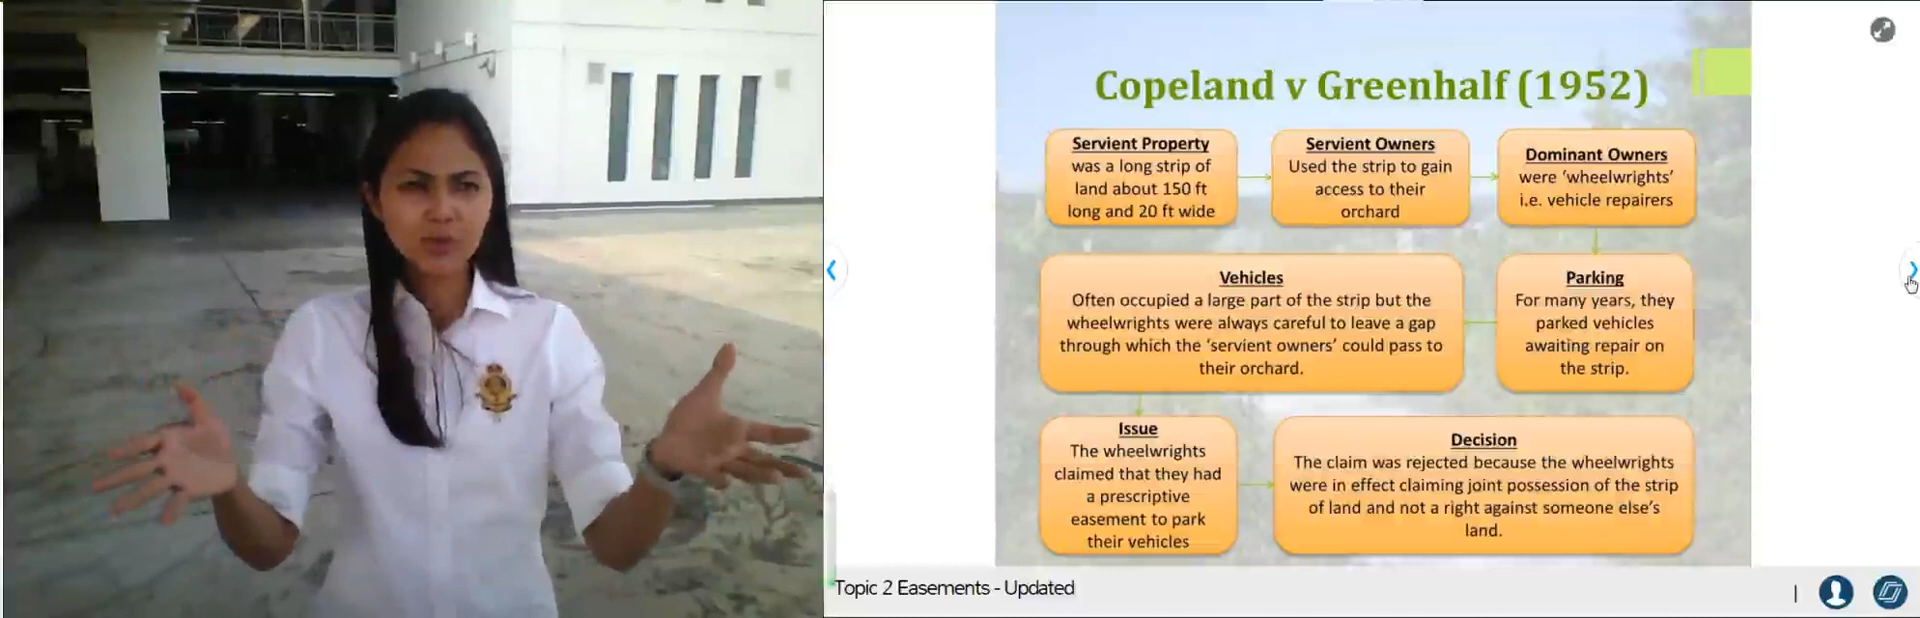 Copeland v Greenhalf (1952)
Servient Property
was a long strip of
land about 150 ft
long and 20 ft wide
Servient Owners
Used the strip to gain
access to their
orchard
Dominant Owners
were ‘wheelwrights’
i.e. vehicle repairers
Vehicles
Often occupied a large part of the strip but the
wheelwrights were always careful to leave a gap
through which the ‘servient owners’ could pass to
their orchard.
Parking
For many years, they
parked vehicles
awaiting repair on
the strip.
Issue
The wheelwrights
claimed that they had
a prescriptive
easement to park
their vehicles
Decision
The claim was rejected because the wheelwrights
were in effect claiming joint possession of the strip
of land and not a right against someone else’s
land.
Topic 2 Easements - Updated